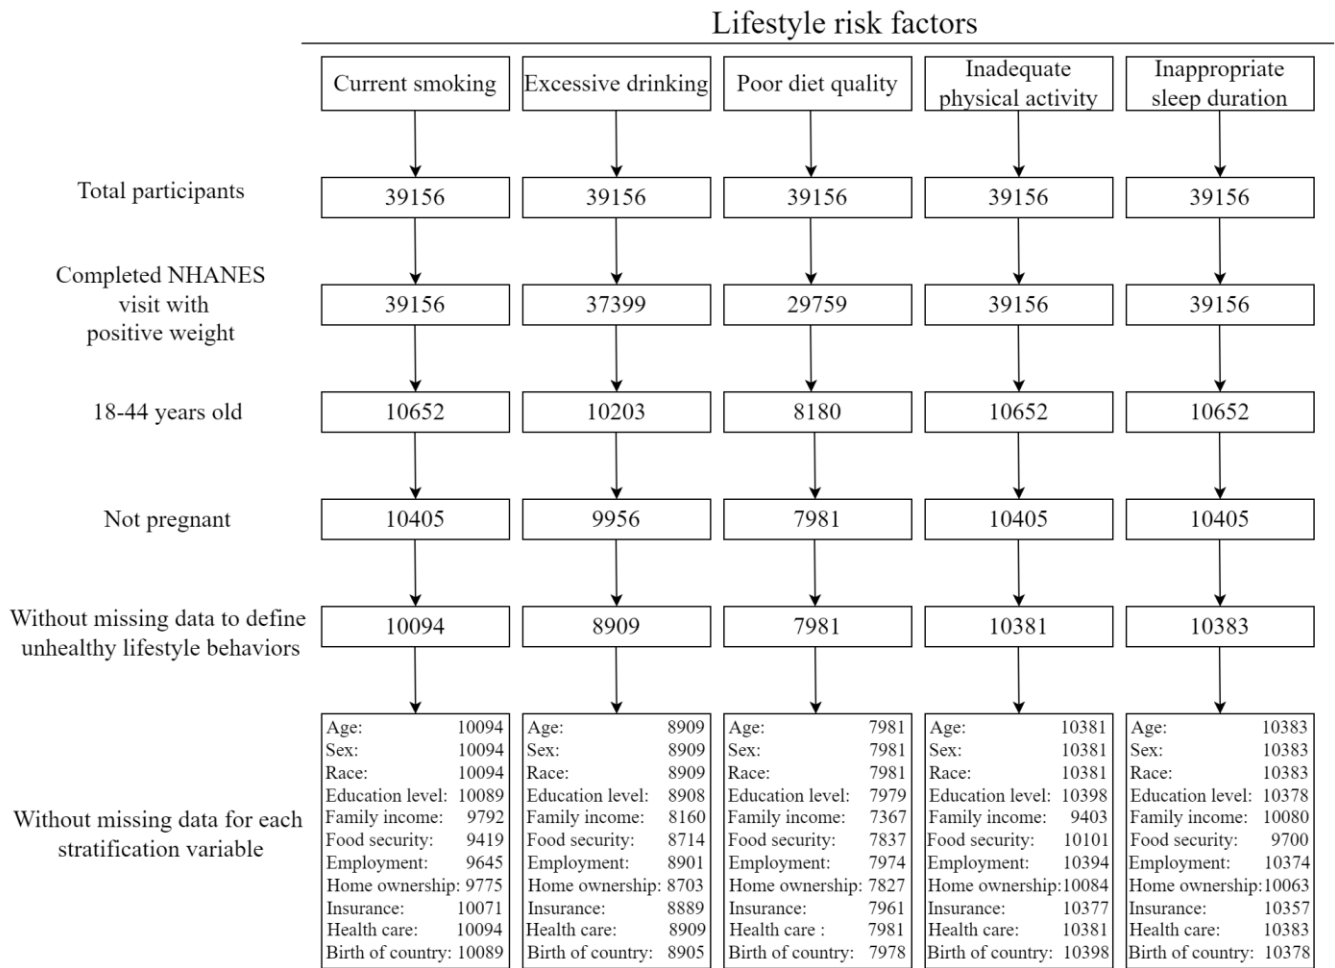 Lifestyle risk factors
Current smoking
Excessive drinking
Poor diet quality
Inadequate
physical activity
Inappropriate
sleep duration
Total participants
39156
39156
39156
39156
39156
Completed NHANES
visit with
positive weight
39156
37399
29759
39156
39156
18-44 years old
10652
10203
8180
10652
10652
Not pregnant
10405
9956
7981
10405
10405
Without missing data to define
unhealthy lifestyle behaviors
10094
8909
7981
10381
10383
Without missing data for each
stratification variable
Age: 10094
Sex: 10094
Race: 10094
Education level: 10089
Family income: 9792
Food security: 9419
Employment: 9645
Home ownership: 9775
Insurance: 10071
Health care: 10094
Birth of country: 10089
Age: 8909
Sex: 8909
Race: 8909
Education level: 8908
Family income: 8160
Food security: 8714
Employment: 8901
Home ownership: 8703
Insurance: 8889
Health care: 8909
Birth of country: 8905
Age: 7981
Sex: 7981
Race: 7981
Education level: 7979
Family income: 7367
Food security: 7837
Employment: 7974
Home ownership: 7827
Insurance: 7961
Health care : 7981
Birth of country: 7978
Age: 10381
Sex: 10381
Race: 10381
Education level: 10398
Family income: 9403
Food security: 10101
Employment: 10394
Home ownership:10084
Insurance: 10377
Health care: 10381
Birth of country: 10398
Age: 10383
Sex: 10383
Race: 10383
Education level: 10378
Family income: 10080
Food security: 9700
Employment: 10374
Home ownership:10063
Insurance: 10357
Health care: 10383
Birth of country: 10378